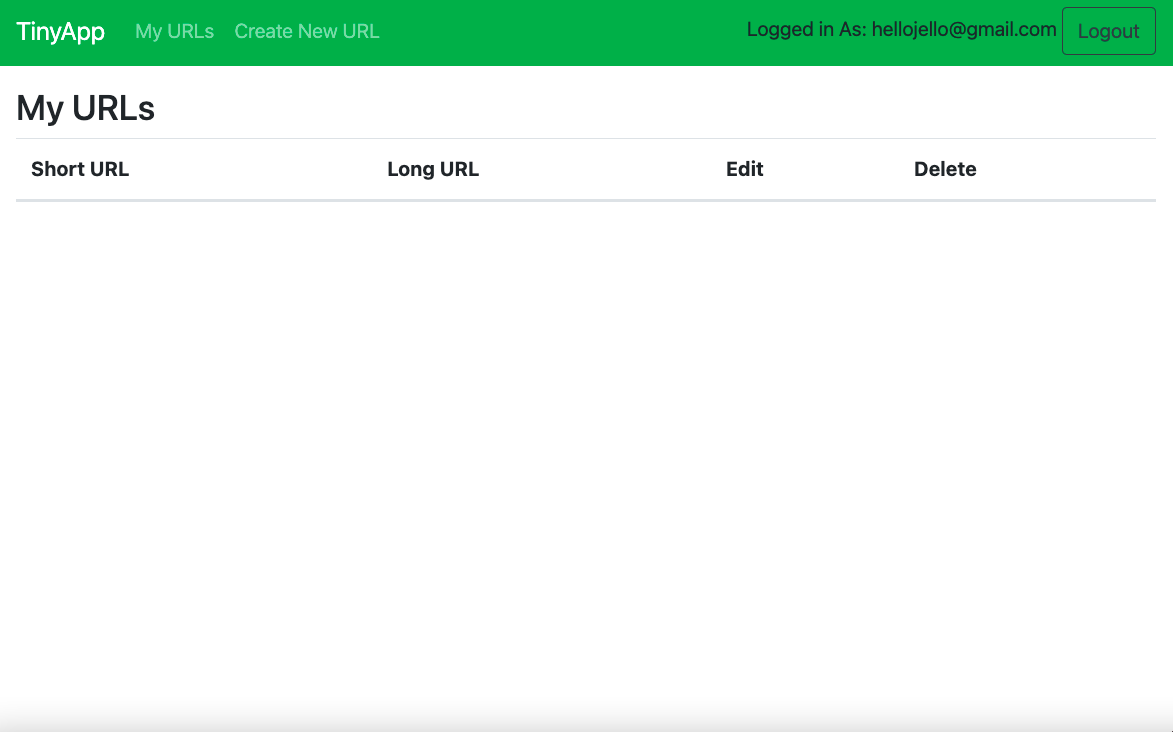 TinyApp My URLs Create New URL Logged in As: hellojello@gmail.com Logout
My URLs
Short URL Long URL Edit Delete